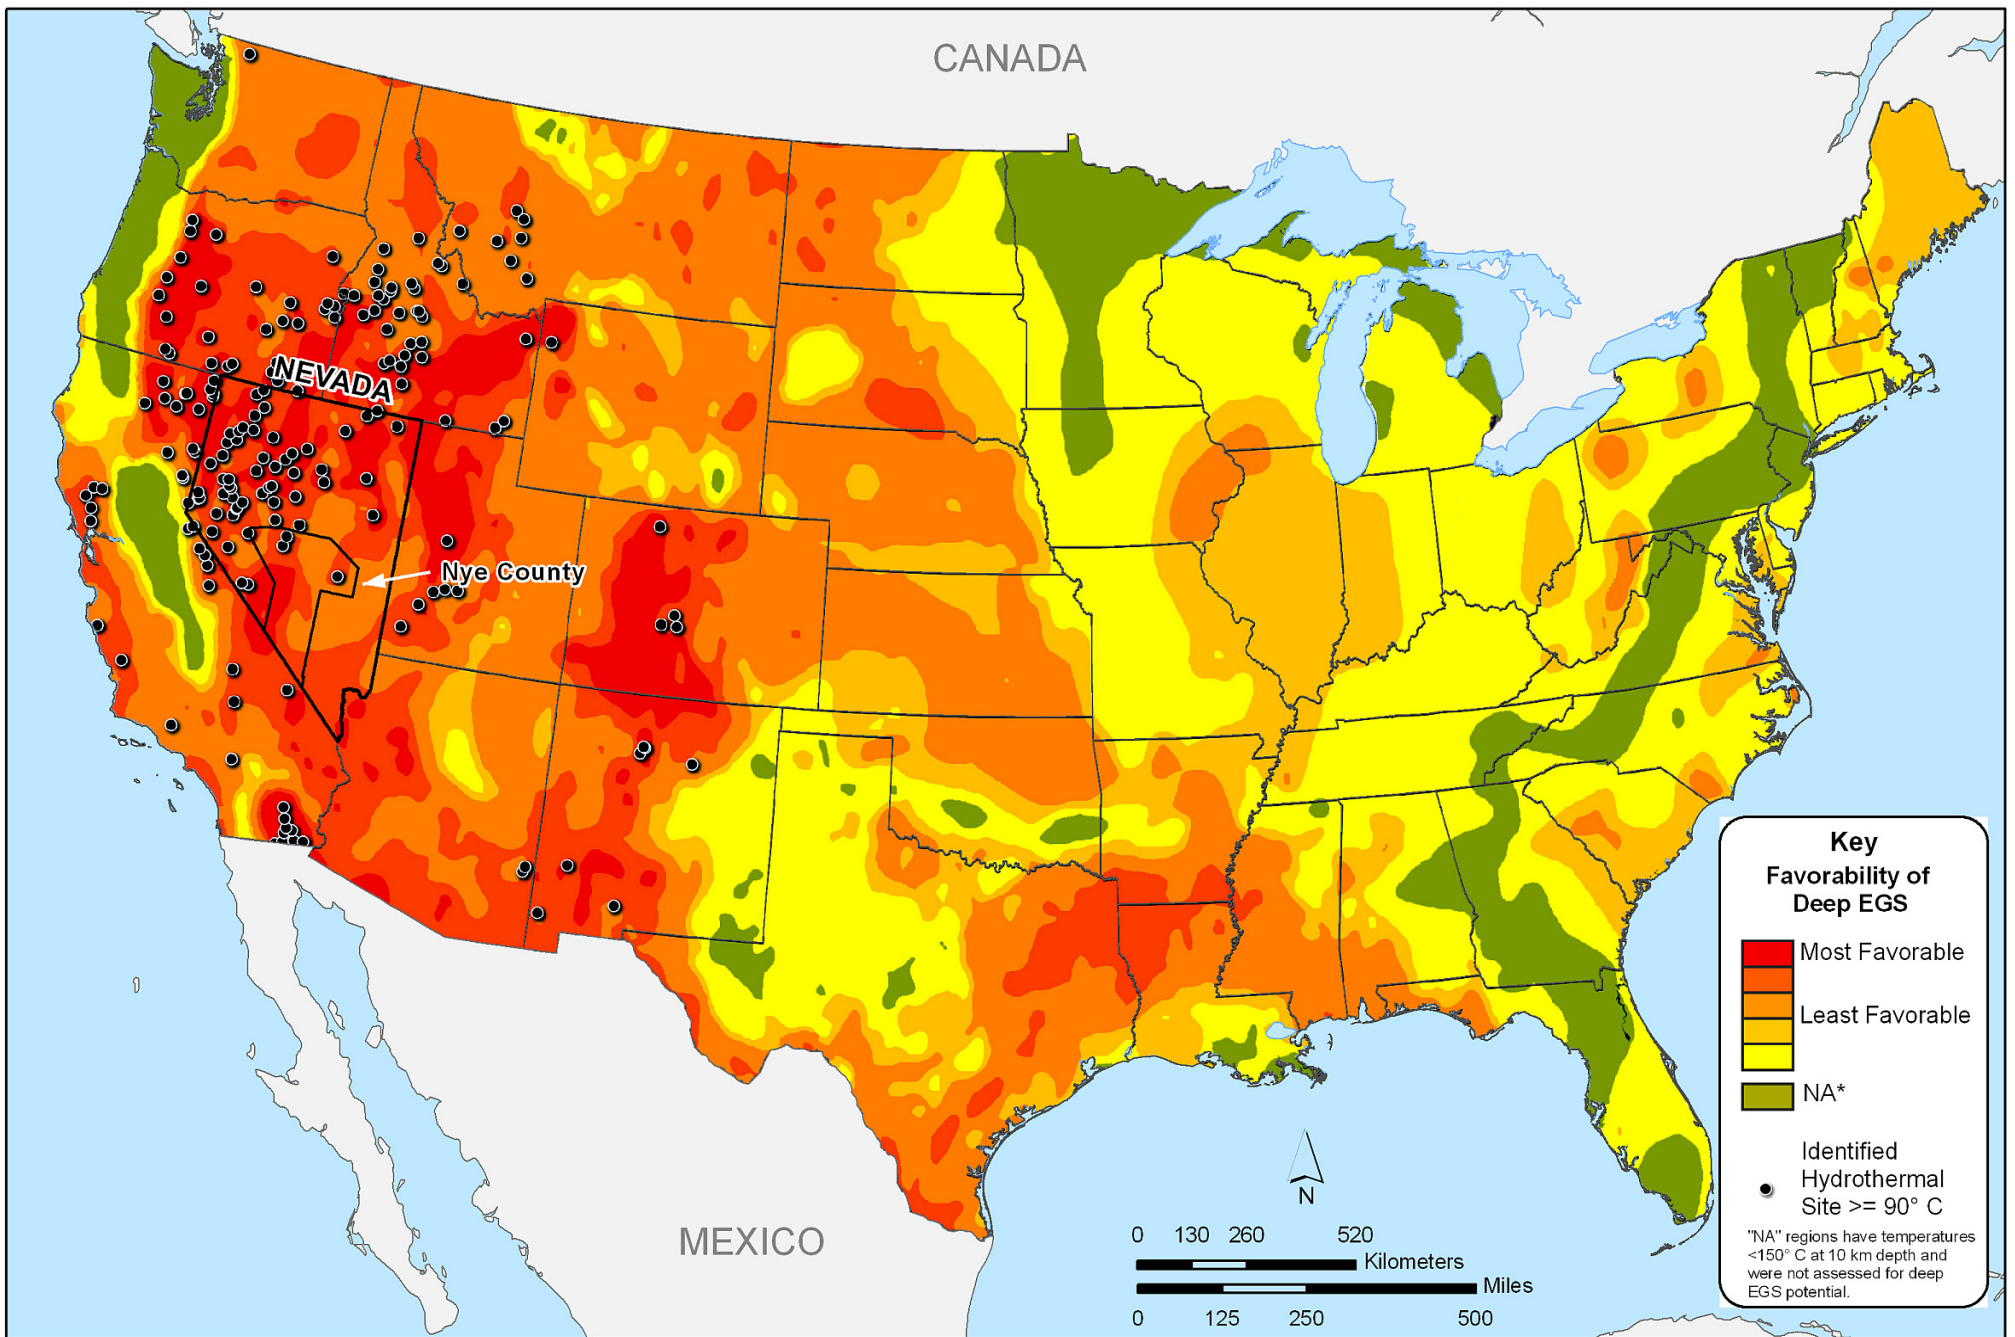 CANADA
NEVADA
Nye County
MEXICO
N
0 130 260 520
Kilometers
Miles
0 125 250 500
Key
Favorability of
Deep EGS
Most Favorable
Least Favorable
NA*
Identified
Hydrothermal
Site >= 90° C
"NA" regions have temperatures
<150° C at 10 km depth and
were not assessed for deep
EGS potential.